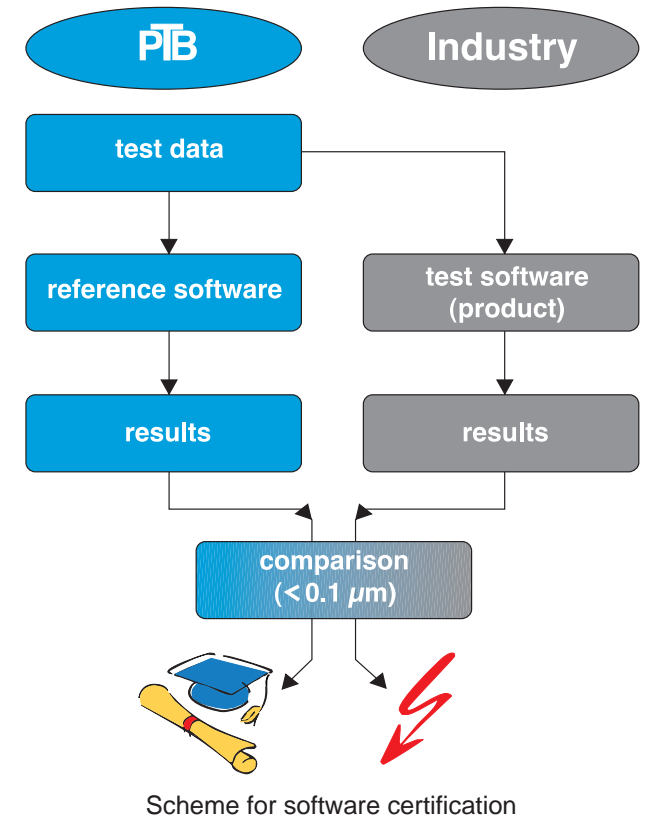 PTB
Industry
test data
reference software
test software
(product)
results
results
comparison
(< 0.1 µm)
Scheme for software certification